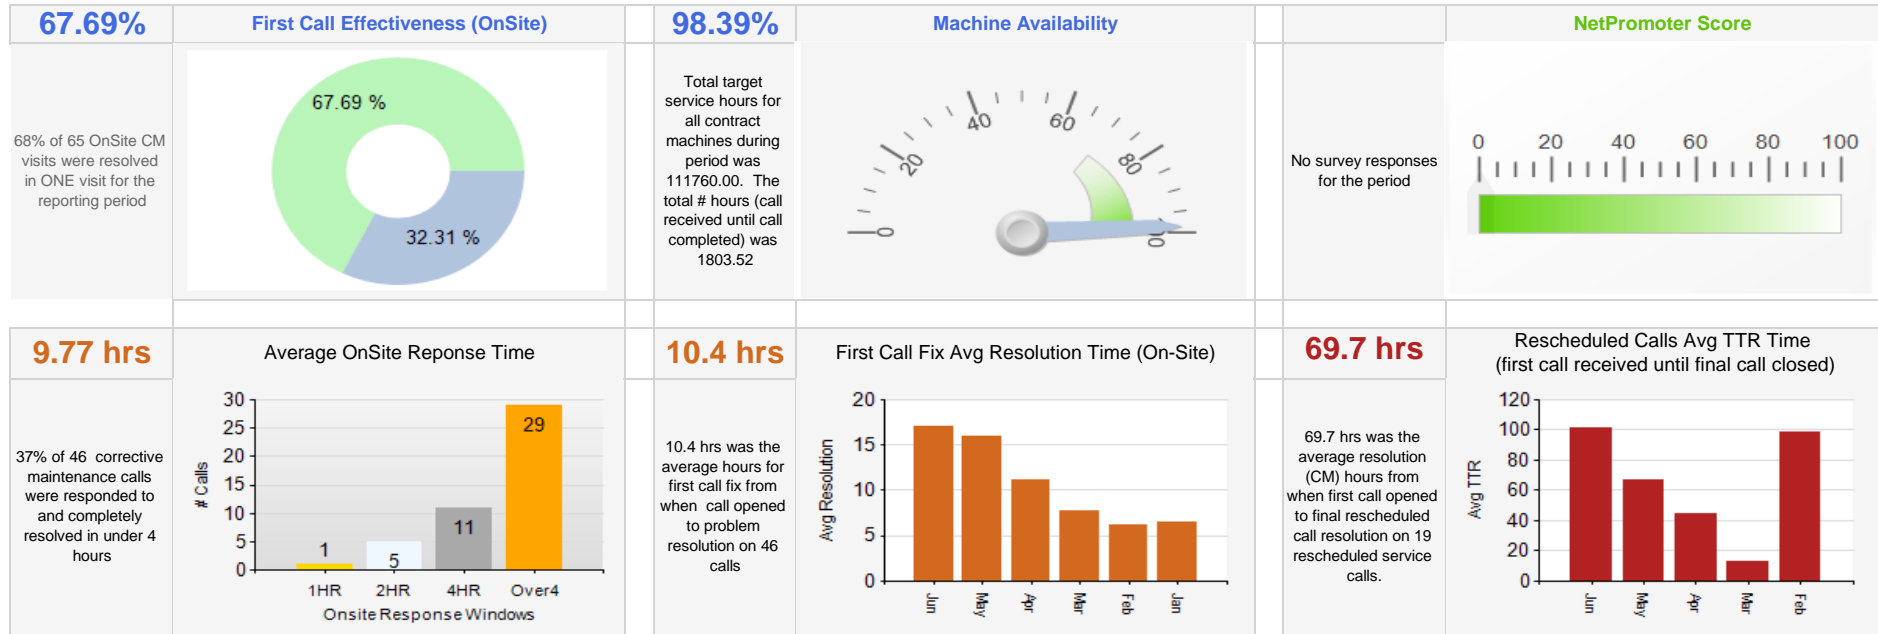 67.69%
First Call Effectiveness (OnSite)
68% of 65 OnSite CM
visits were resolved
in ONE visit for the
reporting period
67.69 %
32.31 %
98.39%
Machine Availability
Total target
service hours for
all contract
machines during
period was
111760.00. The
total # hours (call
received until call
completed) was
1803.52
0
20
40
60
80
NetPromoter Score
No survey responses
for the period
0 20 40 60 80 100
9.77 hrs
Average OnSite Reponse Time
37% of 46 corrective
maintenance calls
were responded to
and completely
resolved in under 4
hours
# Calls
30
25
20
15
10
5
0
1
5
11
29
1HR 2HR 4HR Over4
Onsite Response Windows
10.4 hrs
First Call Fix Avg Resolution Time (On-Site)
10.4 hrs was the
average hours for
first call fix from
when call opened
to problem
resolution on 46
calls
Avg Resolution
20
15
10
5
0
Jun May Apr Mar Feb Jan
69.7 hrs
Rescheduled Calls Avg TTR Time
(first call received until final call closed)
69.7 hrs was the
average resolution
(CM) hours from
when first call opened
to final rescheduled
call resolution on 19
rescheduled service
calls.
Avg TTR
120
100
80
60
40
20
0
Jun May Apr Mar Feb